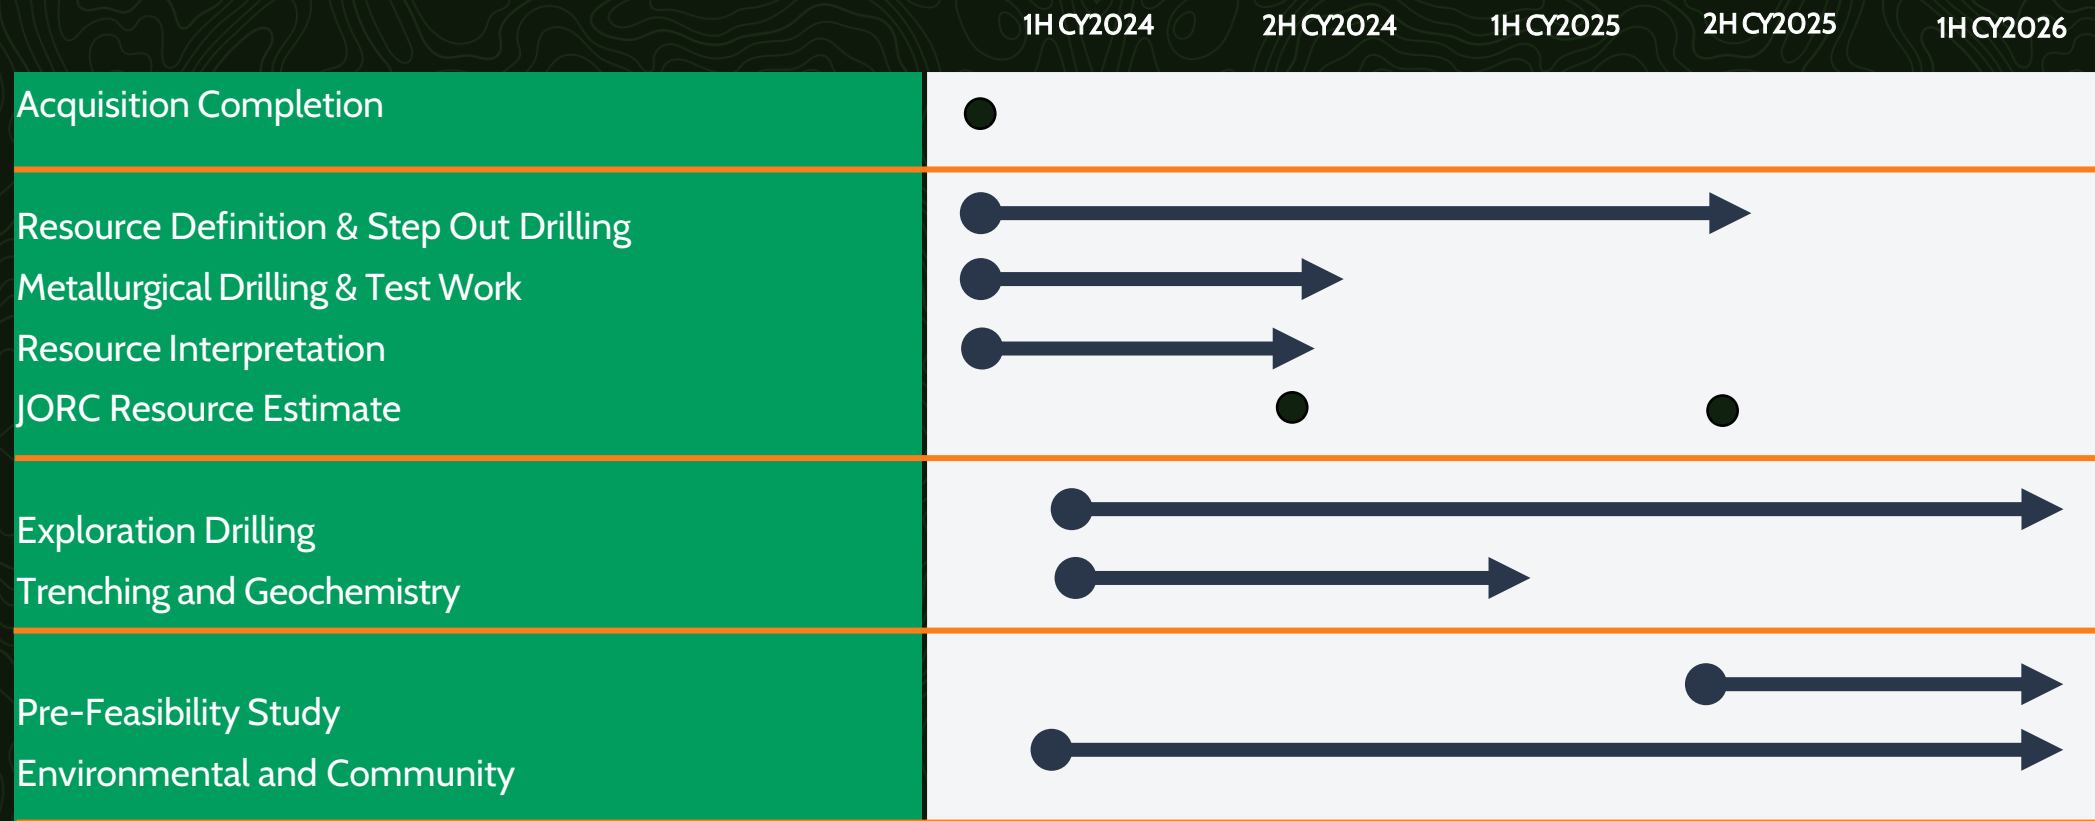 1H CY2024 2H CY2024 1H CY2025 2H CY2025 1H CY2026
Acquisition Completion
Resource Definition & Step Out Drilling
Metallurgical Drilling & Test Work
Resource Interpretation
JORC Resource Estimate
Exploration Drilling
Trenching and Geochemistry
Pre-Feasibility Study
Environmental and Community